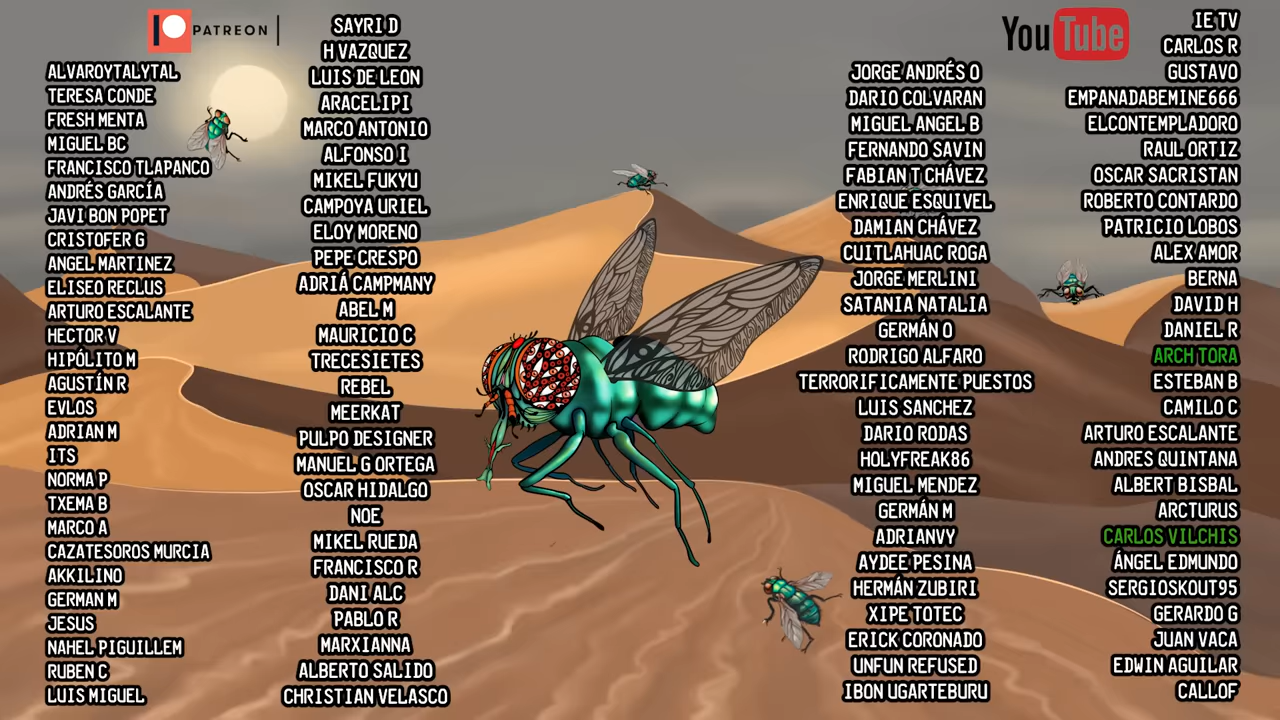 PATREON
ALVAROYTALYTAL
TERESA CONDE
FRESH MENTA
MIGUEL BC
FRANCISCO TLAPANCO
ANDRÉS GARCÍA
JAVI BON POPET
CRISTOFER G
ANGEL MARTINEZ
ELISEO RECLUS
ARTURO ESCALANTE
HECTOR V
HIPÓLITO M
AGUSTÍN R
EVLOS
ADRIAN M
ITS
NORMA P
TXEMA B
MARCO A
CAZATESOROS MURCIA
AKKILINO
GERMAN M
JESUS
NAHEL PIGUILLEM
RUBEN C
LUIS MIGUEL
SAYRI D
H VAZQUEZ
LUIS DE LEON
ARACELIPI
MARCO ANTONIO
ALFONSO I
MIKEL FUKYU
CAMPOYA URIEL
ELOY MORENO
PEPE CRESPO
ADRIÁ CAMPMANY
ABEL M
MAURICIO C
TRECESIETES
REBEL
MEERKAT
PULPO DESIGNER
MANUEL G ORTEGA
OSCAR HIDALGO
NOE
MIKEL RUEDA
FRANCISCO R
DANI ALC
PABLO R
MARXIANNA
ALBERTO SALIDO
CHRISTIAN VELASCO
YouTube
JORGE ANDRÉS O
DARIO COLVARAN
MIGUEL ANGEL B
FERNANDO SAVIN
FABIAN T CHÁVEZ
ENRIQUE ESQUIVEL
DAMIAN CHÁVEZ
CUITLAHUAC ROGA
JORGE MERLINI
SATANIA NATALIA
GERMÁN O
RODRIGO ALFARO
TERRORIFICAMENTE PUESTOS
LUIS SANCHEZ
DARIO RODAS
HOLYFREAK86
MIGUEL MENDEZ
GERMÁN M
ADRIANVY
AYDEE PESINA
HERMÁN ZUBIRI
XIPE TOTEC
ERICK CORONADO
UNFUN REFUSED
IBON UGARTEBURU
IE TV
CARLOS R
GUSTAVO
EMPANADABEMINE666
ELCONTEMPLADORO
RAUL ORTIZ
OSCAR SACRISTAN
ROBERTO CONTARDO
PATRICIO LOBOS
ALEX AMOR
BERNA
DAVID H
DANIEL R
ARCH TORA
ESTEBAN B
CAMILO C
ARTURO ESCALANTE
ANDRES QUINTANA
ALBERT BISBAL
ARCTURUS
CARLOS VILCHIS
ÁNGEL EDMUNDO
SERGIOSKOUT95
GERARDO G
JUAN VACA
EDWIN AGUILAR
CALLOF